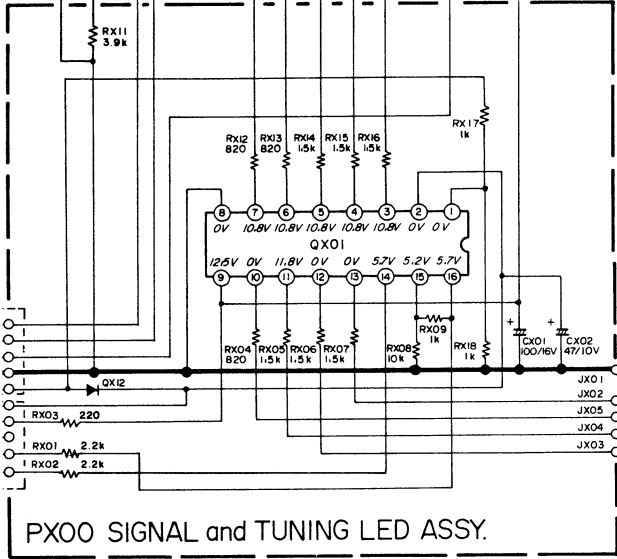 RX11
3.9k
RX17
1k
RX12 RX13 RX14 RX15 RX16
820 820 1.5k 1.5k 1.5k
8 7 6 5 4 3 2 1
0V 10.8V 10.8V 10.8V 10.8V 10.8V 0V 0V
QX01
12.5V 0V 11.8V 0V 0V 5.7V 5.2V 5.7V
9 10 11 12 13 14 15 16
RX04 RX05 RX06 RX07
820 1.5k 1.5k 1.5k
RX08
10k
RX09
1k
RX18
1k
+
CX01
100/16V
+
CX02
47/10V
QX12
JX01
JX02
RX03 220
JX05
JX04
RX01 2.2k
JX03
RX02 2.2k
PX00 SIGNAL and TUNING LED ASSY.